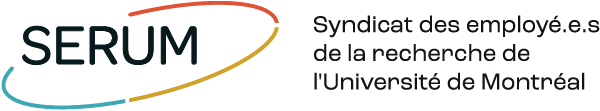 SERUM
Syndicat des employé.e.s
de la recherche de
l'Université de Montréal